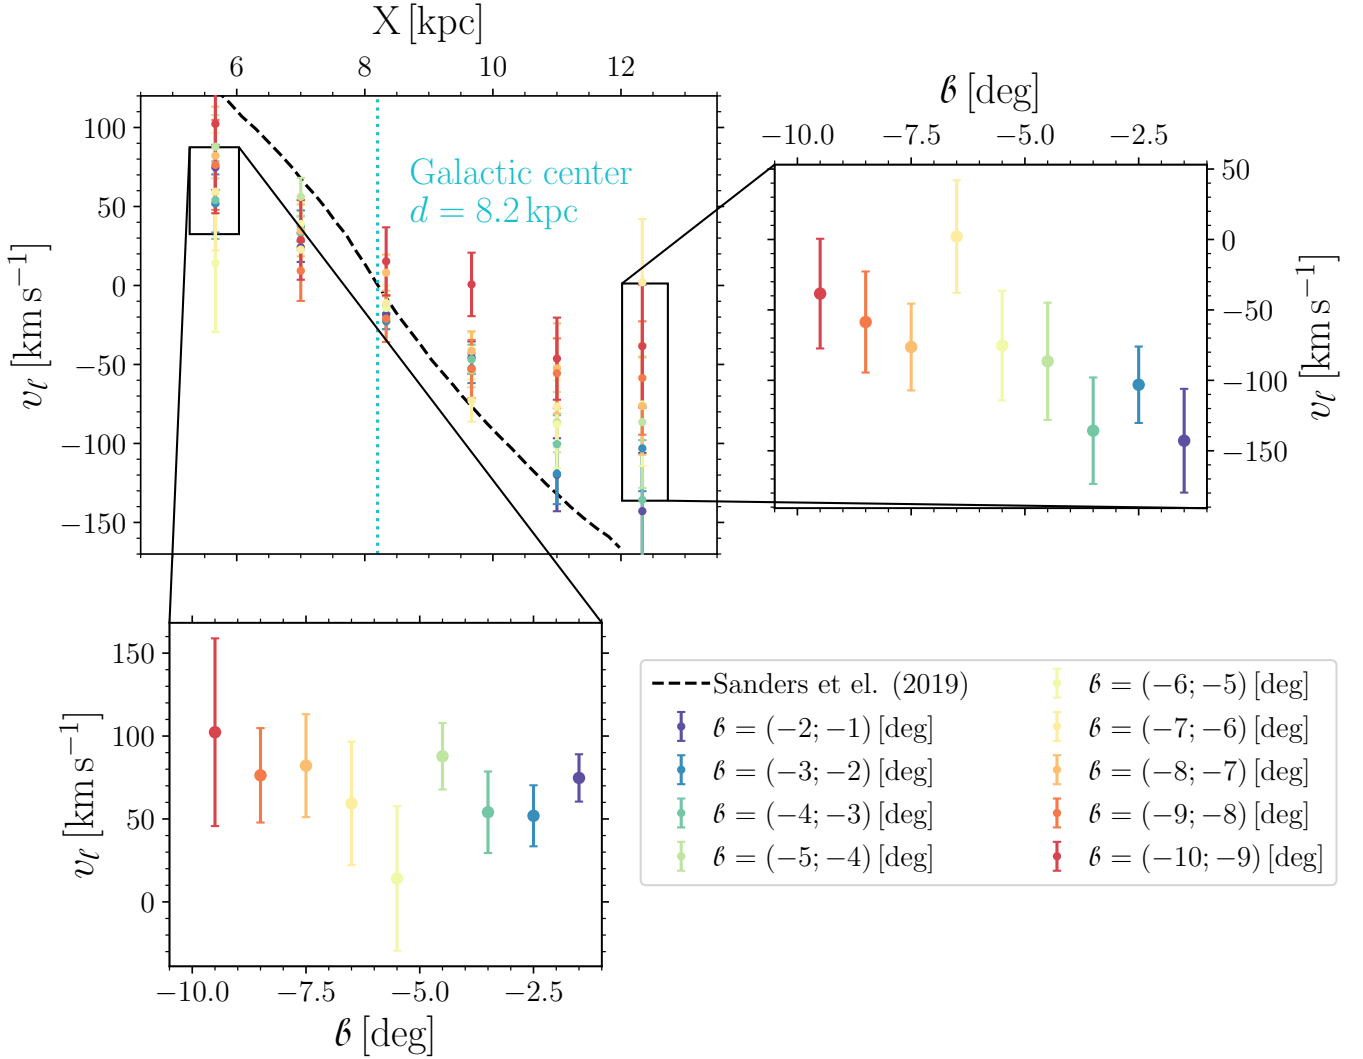 X [kpc]
6 8 10 12
100
50
0
−50
−100
−150
v_ℓ [km s⁻¹]
Galactic center
d = 8.2 kpc
𝒷 [deg]
−10.0 −7.5 −5.0 −2.5
50
0
−50
−100
−150
v_ℓ [km s⁻¹]
150
100
50
0
v_ℓ [km s⁻¹]
−10.0 −7.5 −5.0 −2.5
𝒷 [deg]
Sanders et el. (2019)
𝒷 = (−2; −1) [deg]
𝒷 = (−3; −2) [deg]
𝒷 = (−4; −3) [deg]
𝒷 = (−5; −4) [deg]
𝒷 = (−6; −5) [deg]
𝒷 = (−7; −6) [deg]
𝒷 = (−8; −7) [deg]
𝒷 = (−9; −8) [deg]
𝒷 = (−10; −9) [deg]